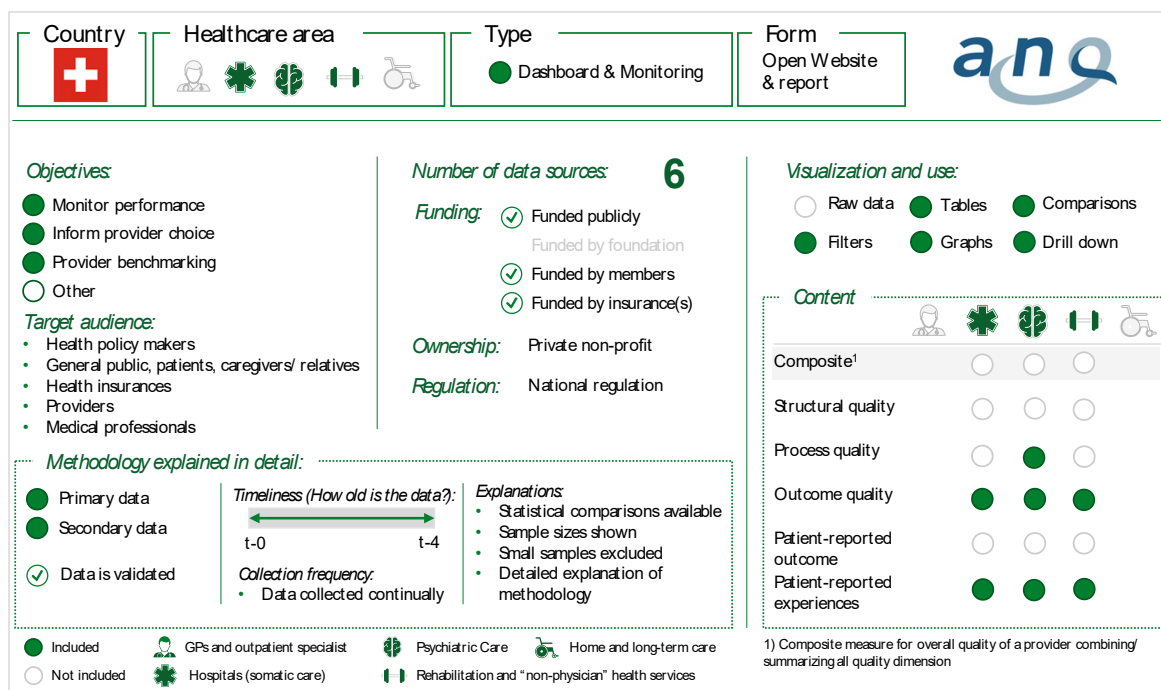 Country
Healthcare area
Type
Dashboard & Monitoring
Form
Open Website
& report
anq
Objectives:
Monitor performance
Inform provider choice
Provider benchmarking
Other
Target audience:
• Health policy makers
• General public, patients, caregivers/ relatives
• Health insurances
• Providers
• Medical professionals
Number of data sources: 6
Funding: Funded publicly
Funded by foundation
Funded by members
Funded by insurance(s)
Ownership: Private non-profit
Regulation: National regulation
Visualization and use:
Raw data Tables Comparisons
Filters Graphs Drill down
Content
Composite1
Structural quality
Process quality
Outcome quality
Patient-reported
outcome
Patient-reported
experiences
Methodology explained in detail:
Primary data
Secondary data
Data is validated
Timeliness (How old is the data?):
t-0 t-4
Collection frequency:
• Data collected continually
Explanations:
• Statistical comparisons available
• Sample sizes shown
• Small samples excluded
• Detailed explanation of
methodology
Included GPs and outpatient specialist Psychiatric Care Home and long-term care
Not included Hospitals (somatic care) Rehabilitation and “non-physician” health services
1) Composite measure for overall quality of a provider combining/
summarizing all quality dimension